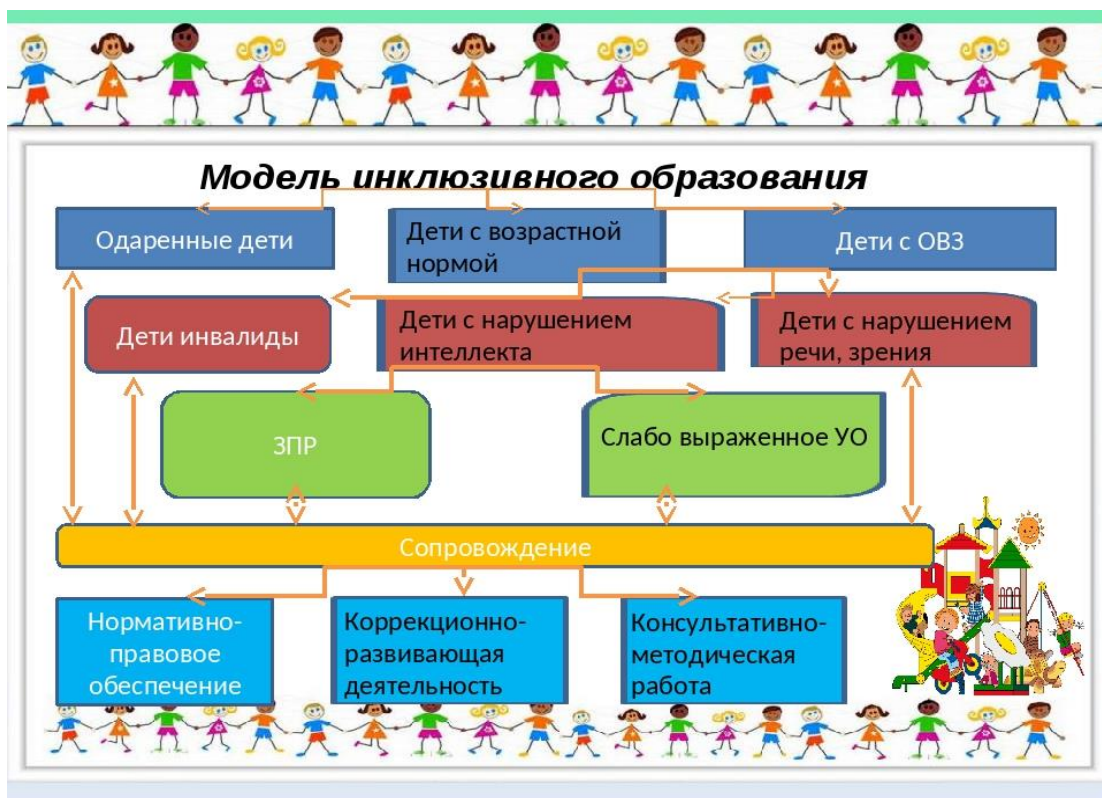 Модель инклюзивного образования
Одаренные дети
Дети с возрастной
нормой
Дети с ОВЗ
Дети инвалиды
Дети с нарушением
интеллекта
Дети с нарушением
речи, зрения
ЗПР
Слабо выраженное УО
Сопровождение
Нормативно-
правовое
обеспечение
Коррекционно-
развивающая
деятельность
Консультативно-
методическая
работа